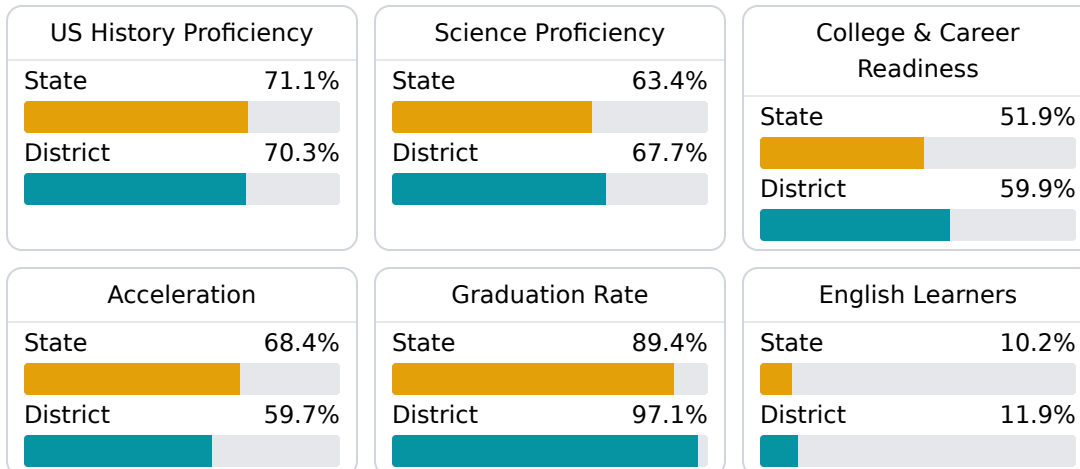 US History Proficiency
State 71.1%
District 70.3%
Science Proficiency
State 63.4%
District 67.7%
College & Career
Readiness
State 51.9%
District 59.9%
Acceleration
State 68.4%
District 59.7%
Graduation Rate
State 89.4%
District 97.1%
English Learners
State 10.2%
District 11.9%